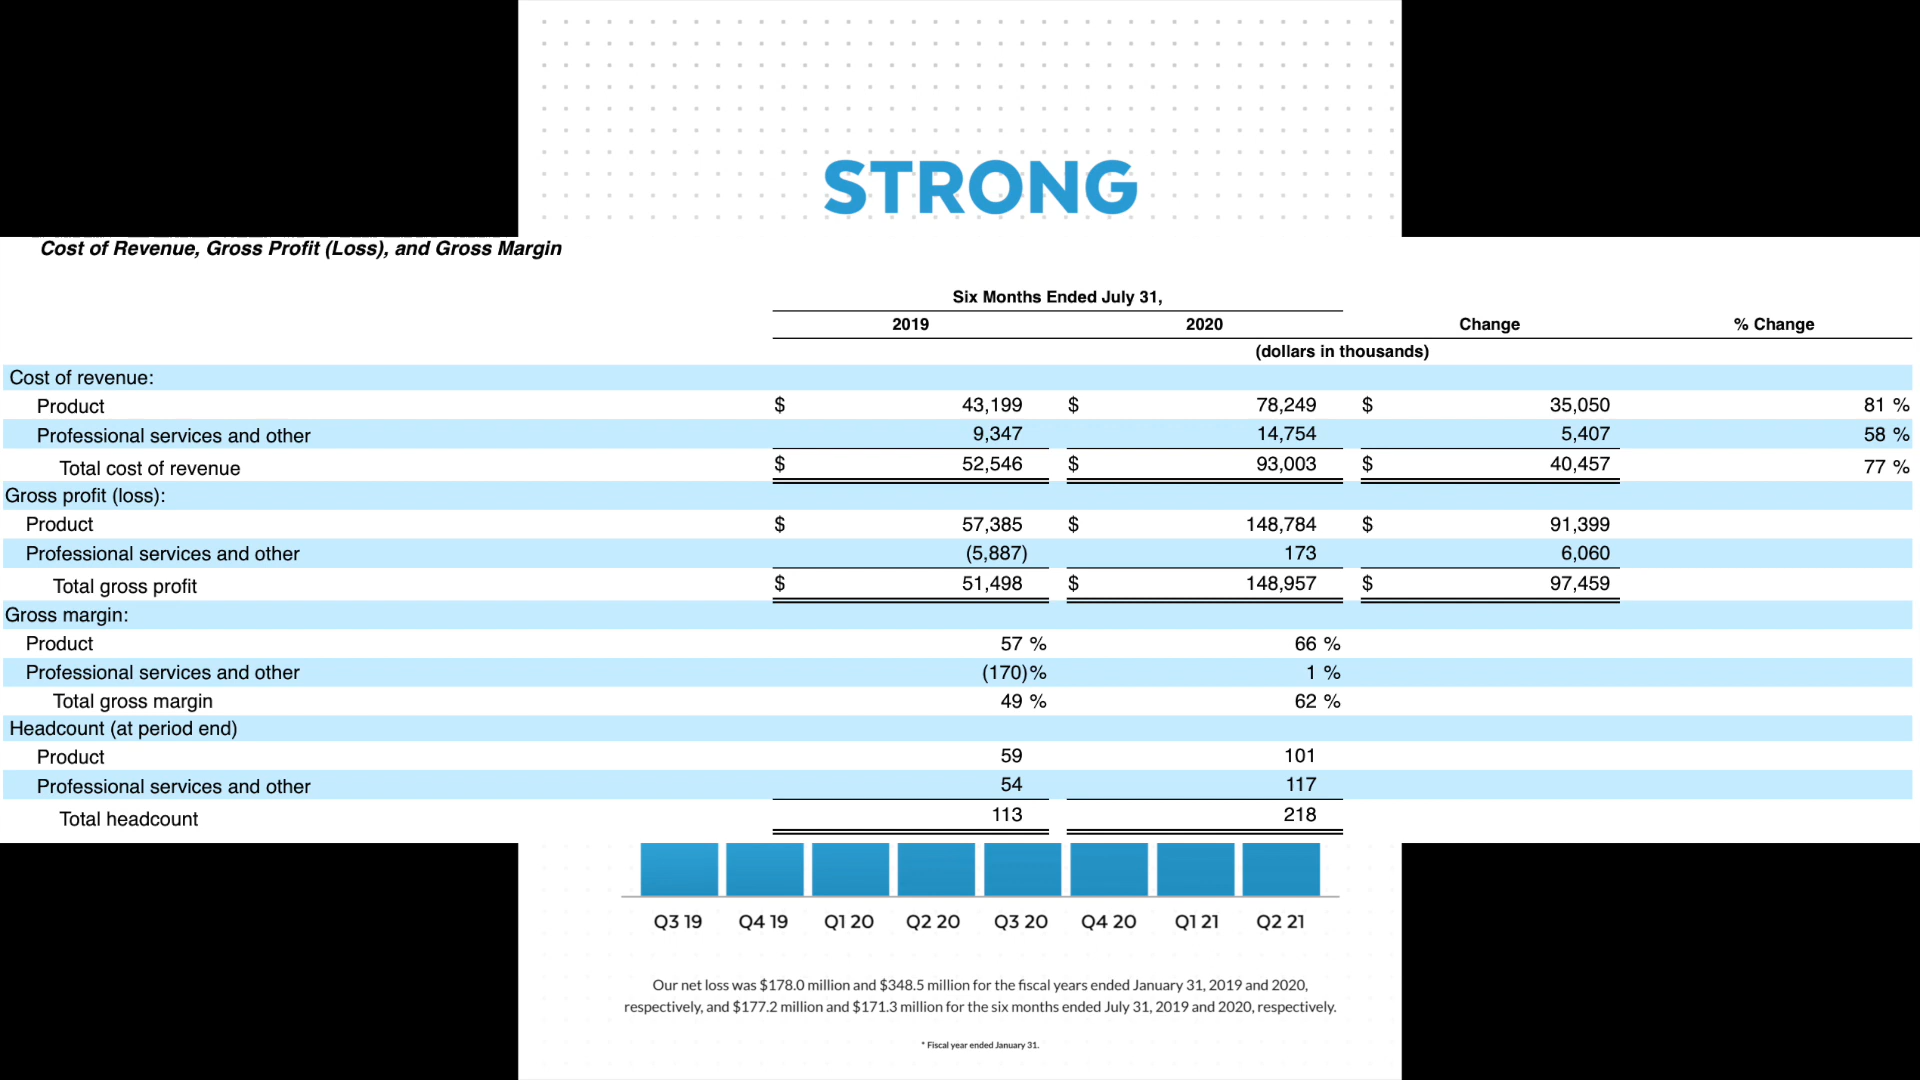 STRONG
Cost of Revenue, Gross Profit (Loss), and Gross Margin
Six Months Ended July 31,
2019 2020 Change % Change
(dollars in thousands)
Cost of revenue:
Product $ 43,199 $ 78,249 $ 35,050 81 %
Professional services and other 9,347 14,754 5,407 58 %
Total cost of revenue $ 52,546 $ 93,003 $ 40,457 77 %
Gross profit (loss):
Product $ 57,385 $ 148,784 $ 91,399
Professional services and other (5,887) 173 6,060
Total gross profit $ 51,498 $ 148,957 $ 97,459
Gross margin:
Product 57 % 66 %
Professional services and other (170)% 1 %
Total gross margin 49 % 62 %
Headcount (at period end)
Product 59 101
Professional services and other 54 117
Total headcount 113 218
Q3 19 Q4 19 Q1 20 Q2 20 Q3 20 Q4 20 Q1 21 Q2 21
Our net loss was $178.0 million and $348.5 million for the fiscal years ended January 31, 2019 and 2020,
respectively, and $177.2 million and $171.3 million for the six months ended July 31, 2019 and 2020, respectively.
* Fiscal year ended January 31.